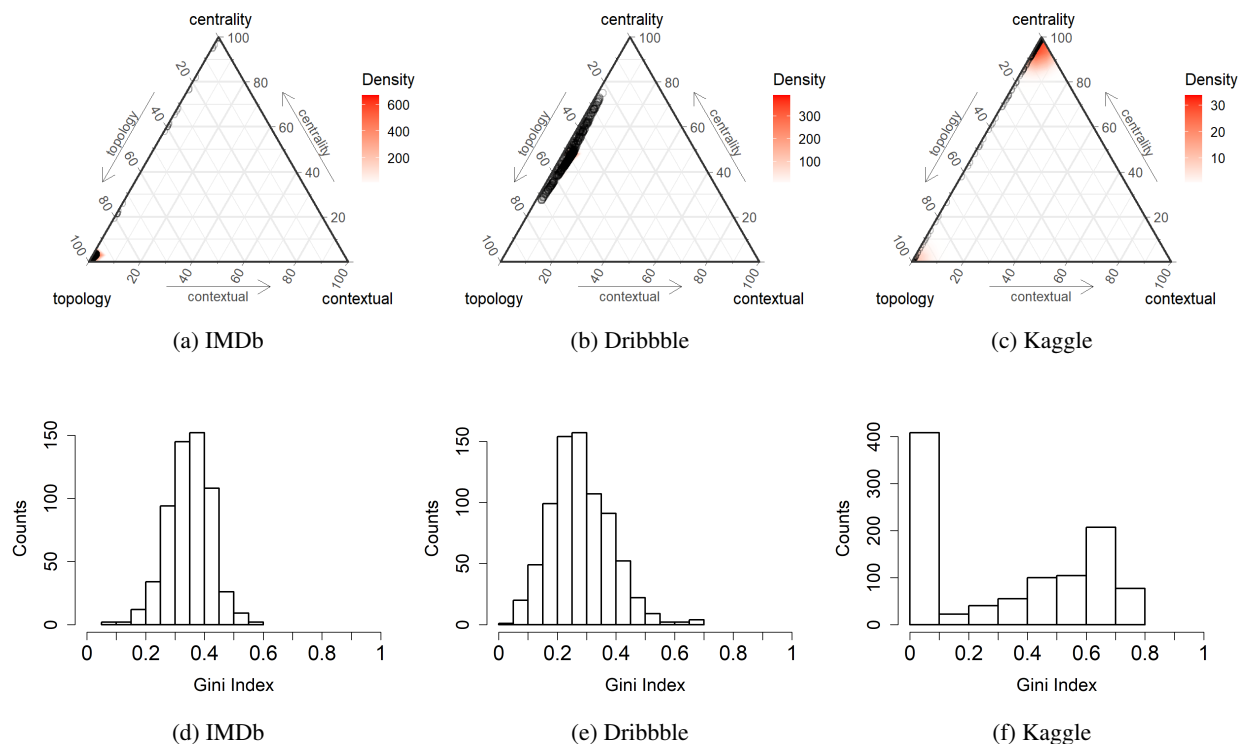 centrality
100
80
60
40
20
20
40
60
80
100
topology
centrality
20
40
60
80
100
topology
contextual
contextual
Density
600
400
200
(a) IMDb
centrality
100
80
60
40
20
20
40
60
80
topology
centrality
20
40
60
80
100
topology
contextual
contextual
Density
300
200
100
(b) Dribbble
centrality
100
80
60
40
20
20
40
60
80
100
topology
centrality
20
40
60
80
100
topology
contextual
contextual
Density
30
20
10
(c) Kaggle
Counts
150
100
50
0
0 0.2 0.4 0.6 0.8 1
Gini Index
(d) IMDb
Counts
150
100
50
0
0 0.2 0.4 0.6 0.8 1
Gini Index
(e) Dribbble
Counts
400
300
200
100
0
0 0.2 0.4 0.6 0.8 1
Gini Index
(f) Kaggle